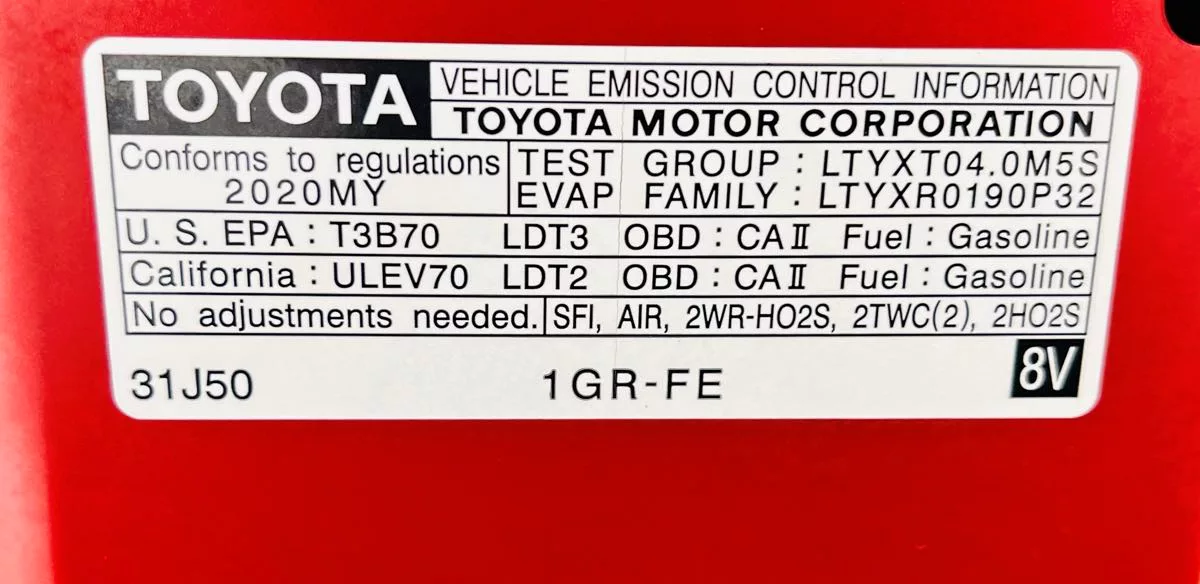 TOYOTA
VEHICLE EMISSION CONTROL INFORMATION
TOYOTA MOTOR CORPORATION
Conforms to regulations
2020MY
TEST GROUP : LTYXT04.0M5S
EVAP FAMILY : LTYXR0190P32
U. S. EPA : T3B70 LDT3 OBD : CAⅡ Fuel : Gasoline
California : ULEV70 LDT2 OBD : CAⅡ Fuel : Gasoline
No adjustments needed. SFI, AIR, 2WR-HO2S, 2TWC(2), 2HO2S
31J50 1GR-FE 8V